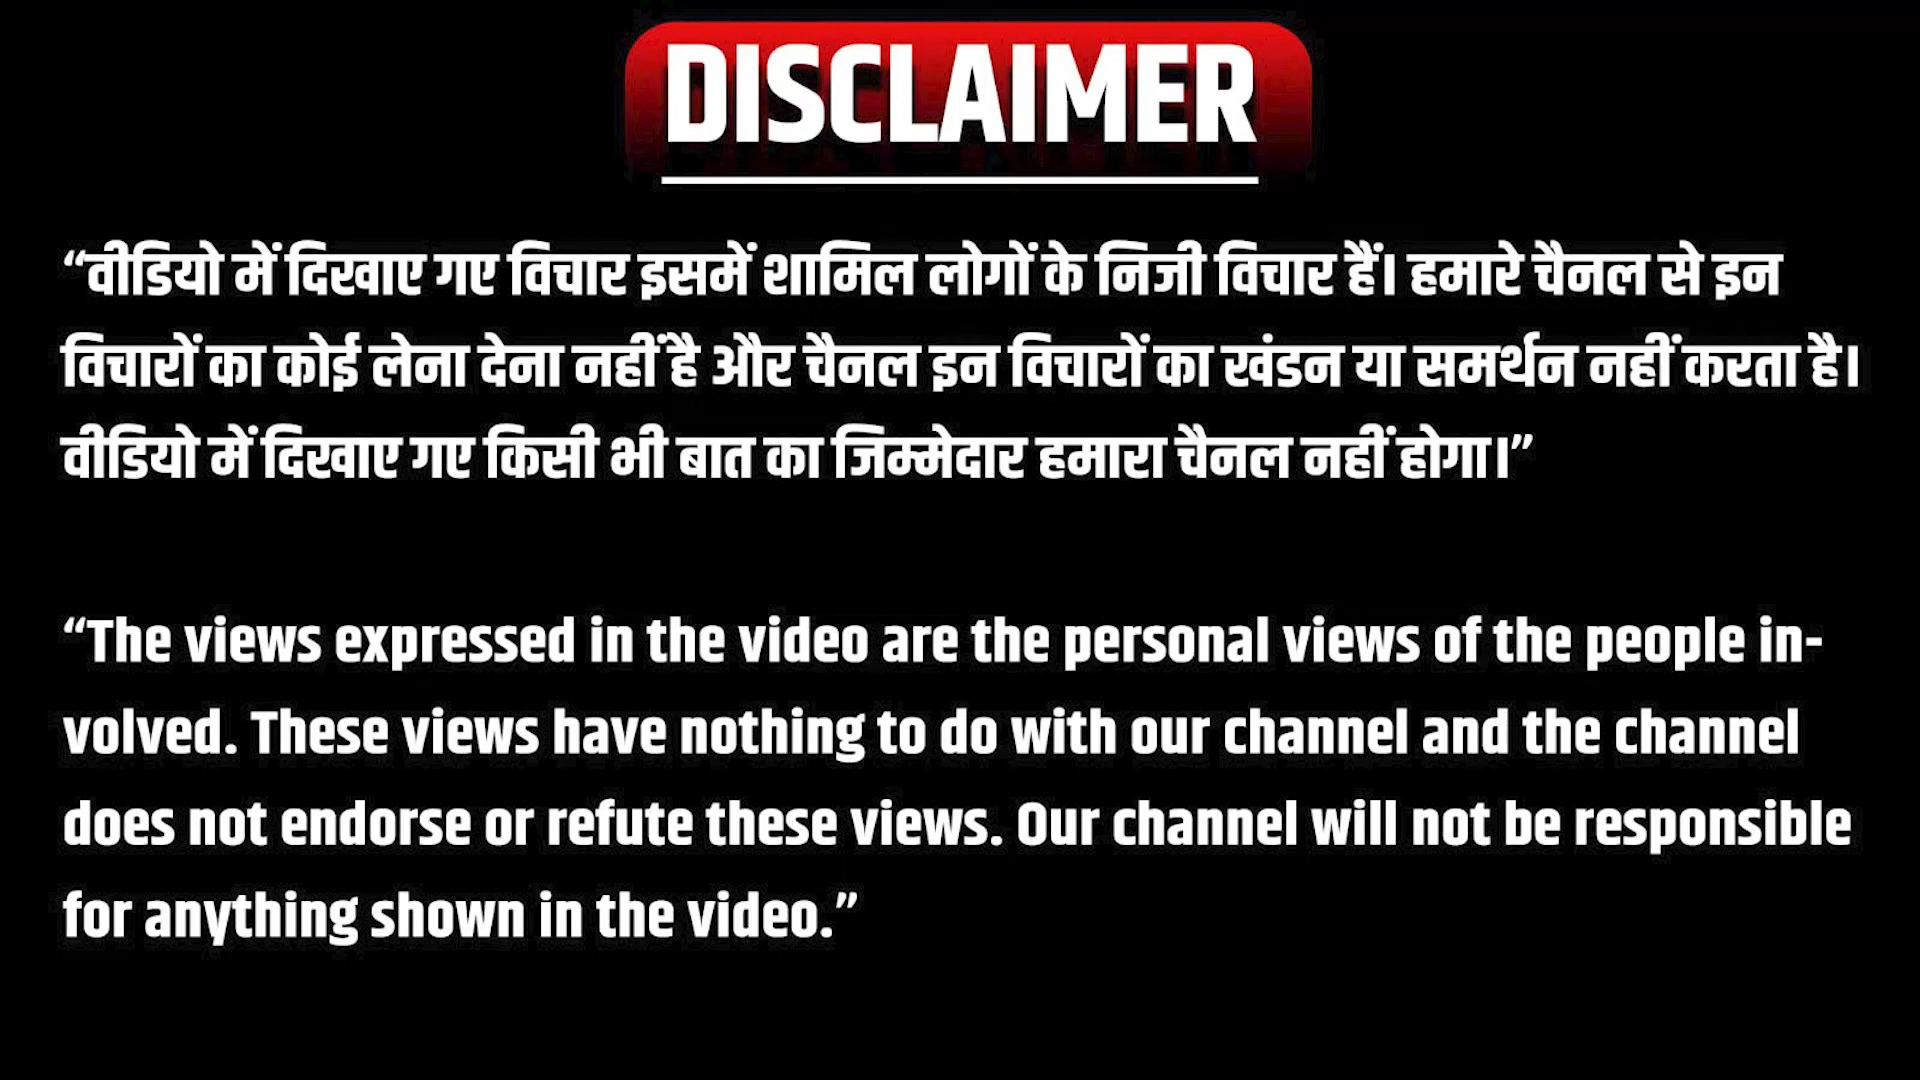 DISCLAIMER
“वीडियो में दिखाए गए विचार इसमें शामिल लोगों के निजी विचार हैं। हमारे चैनल से इन
विचारों का कोई लेना देना नहीं है और चैनल इन विचारों का खंडन या समर्थन नहीं करता है।
वीडियो में दिखाए गए किसी भी बात का जिम्मेदार हमारा चैनल नहीं होगा।”
“The views expressed in the video are the personal views of the people in-
volved. These views have nothing to do with our channel and the channel
does not endorse or refute these views. Our channel will not be responsible
for anything shown in the video.”